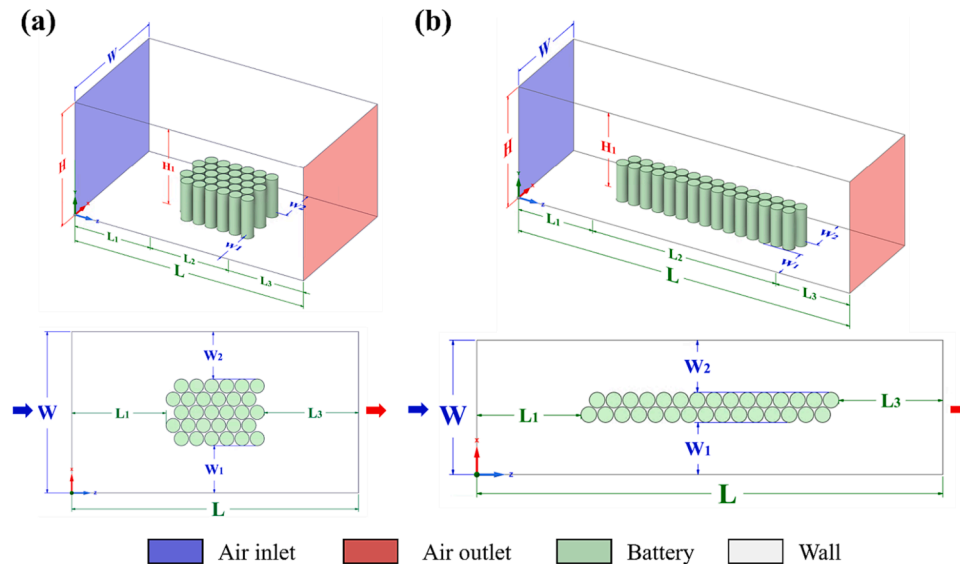 (a)
(b)
W
H
H₁
W₂
W₁
L₁
L₂
L₃
L
x
z
W
H
H₁
W₂
W₁
L₁
L₂
L₃
L
x
z
W₂
W
L₁
L₃
W₁
x
z
L
W₂
W
L₁
L₃
W₁
x
z
L
Air inlet
Air outlet
Battery
Wall